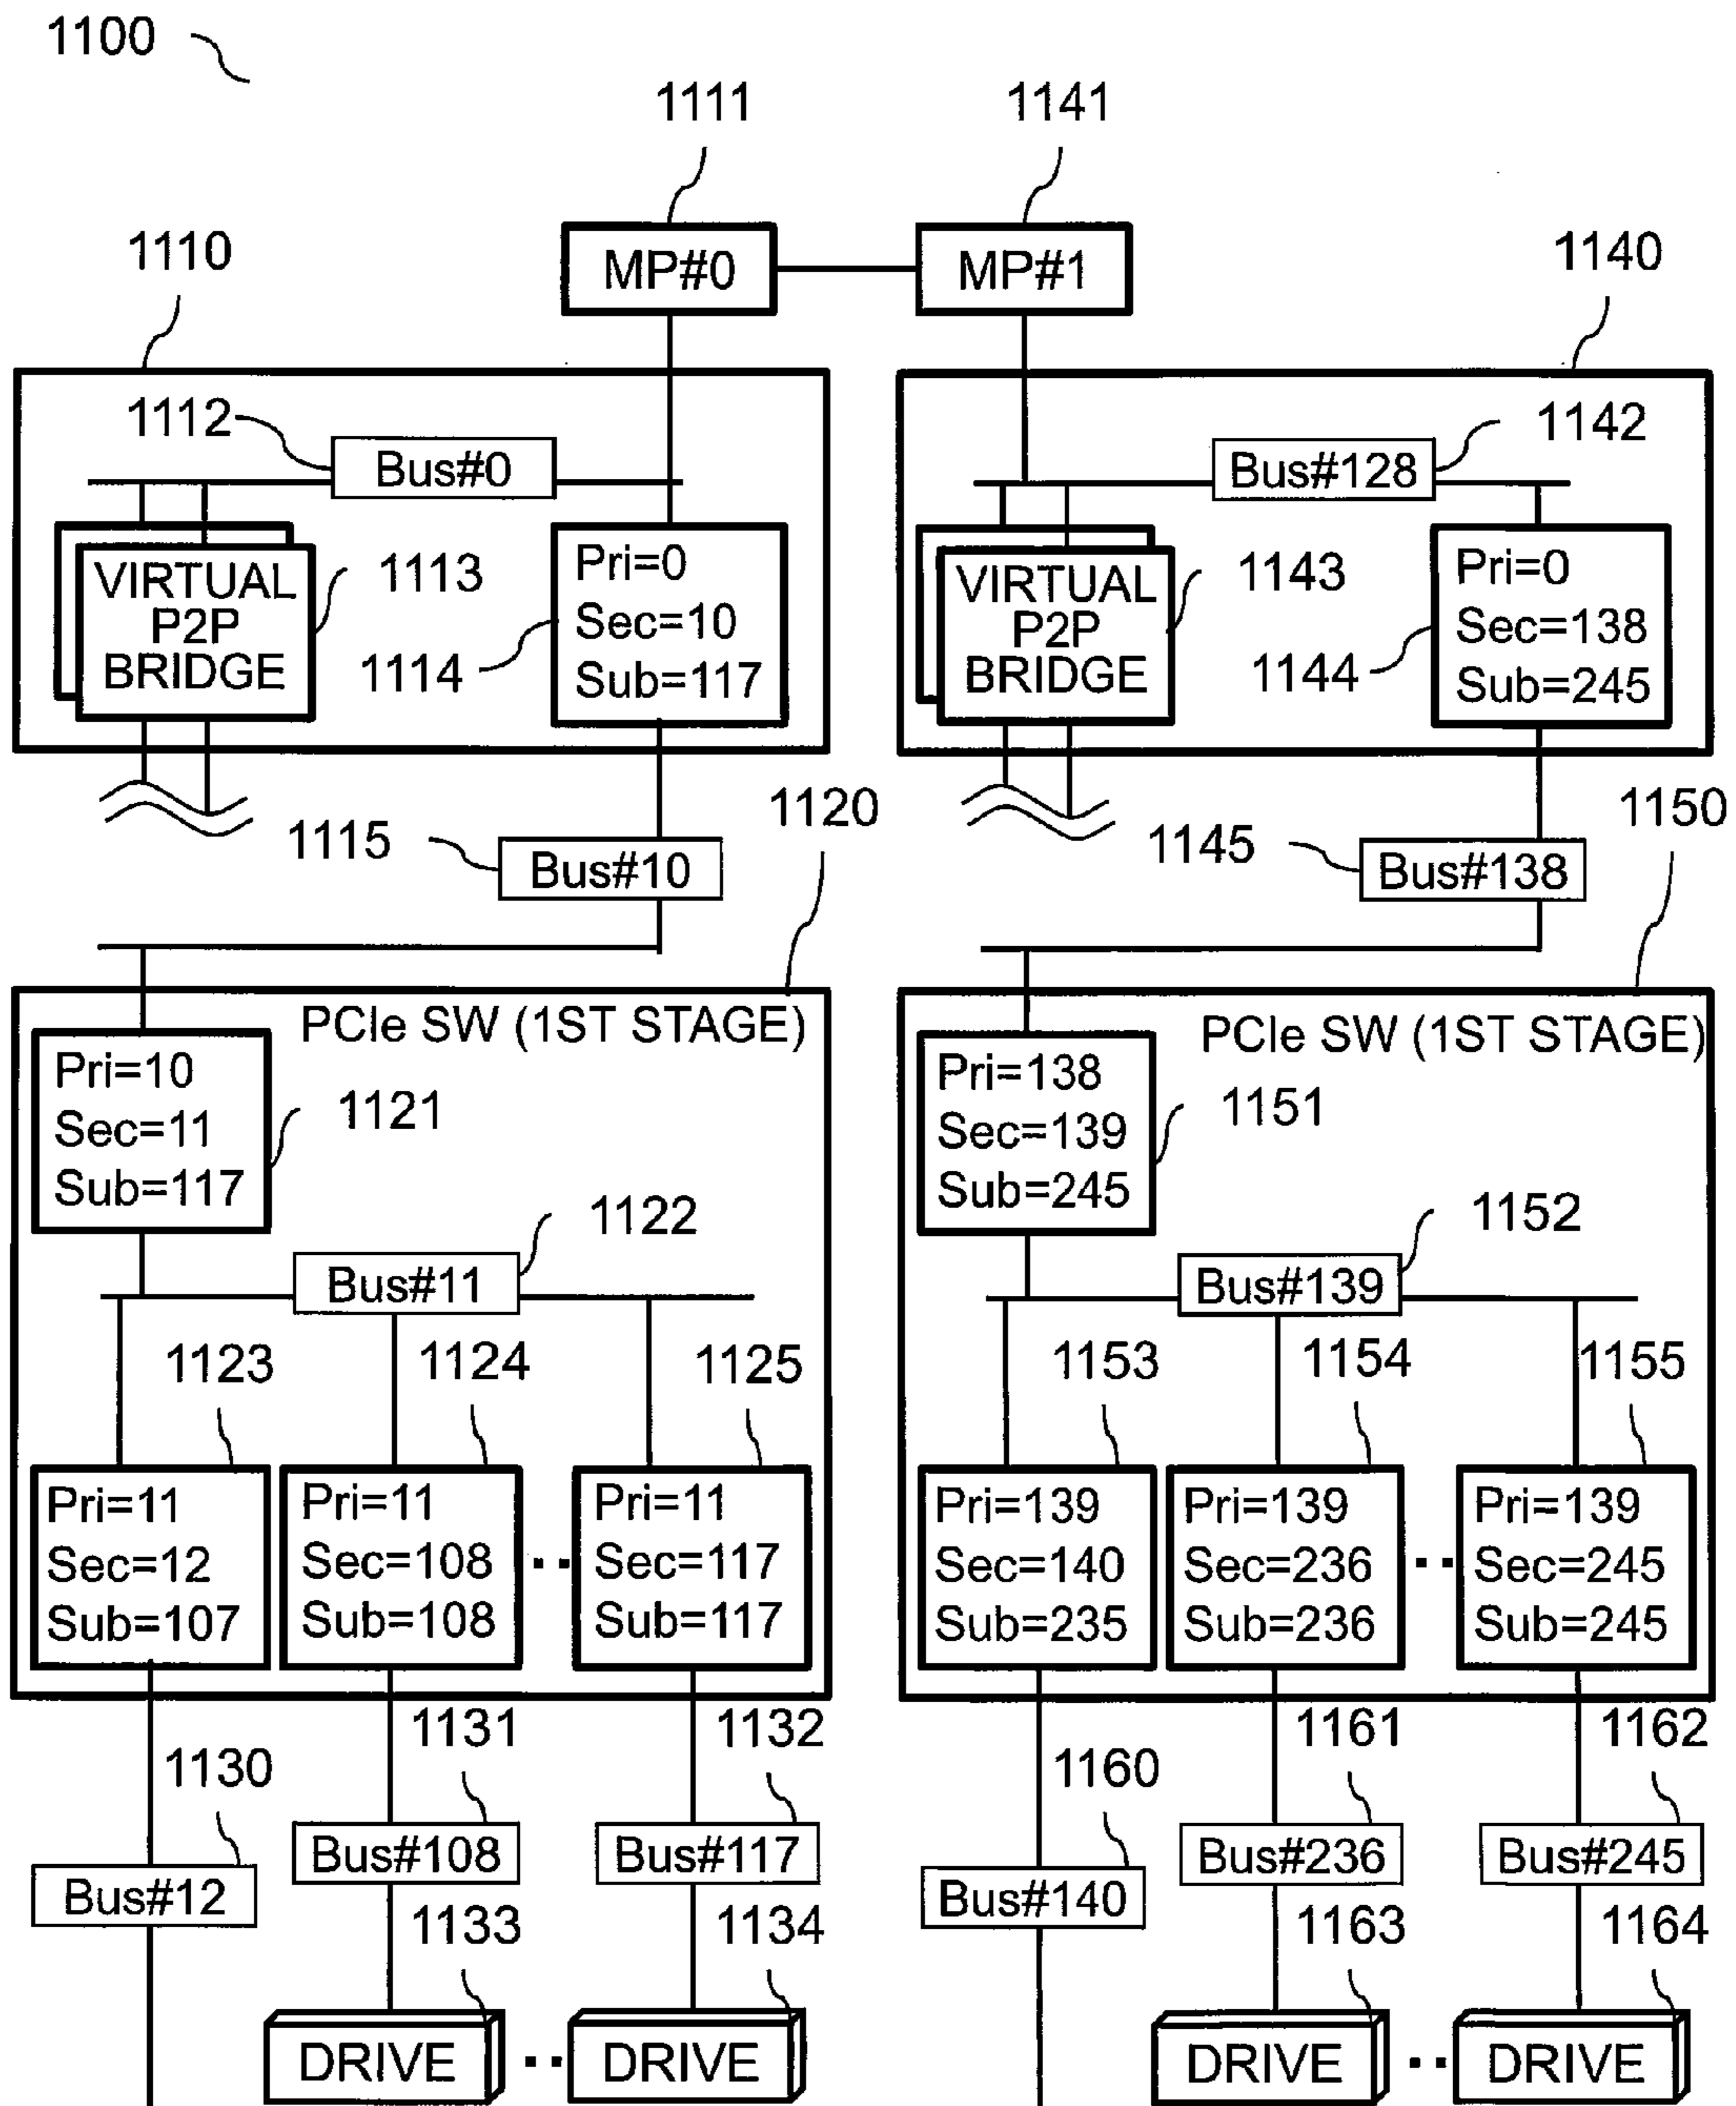 1100
1111
1141
MP#0
MP#1
1110
1140
1112
Bus#0
1142
Bus#128
VIRTUAL
P2P
BRIDGE
1113
1114
Pri=0
Sec=10
Sub=117
VIRTUAL
P2P
BRIDGE
1143
1144
Pri=0
Sec=138
Sub=245
1115
Bus#10
1120
1145
Bus#138
1150
PCIe SW (1ST STAGE)
Pri=10
Sec=11
Sub=117
1121
1122
Bus#11
1123
1124
1125
Pri=11
Sec=12
Sub=107
Pri=11
Sec=108
Sub=108
Pri=11
Sec=117
Sub=117
PCIe SW (1ST STAGE)
Pri=138
Sec=139
Sub=245
1151
1152
Bus#139
1153
1154
1155
Pri=139
Sec=140
Sub=235
Pri=139
Sec=236
Sub=236
Pri=139
Sec=245
Sub=245
1130
Bus#12
1131
Bus#108
1132
Bus#117
1133
DRIVE
1134
DRIVE
1160
Bus#140
1161
Bus#236
1162
Bus#245
1163
DRIVE
1164
DRIVE